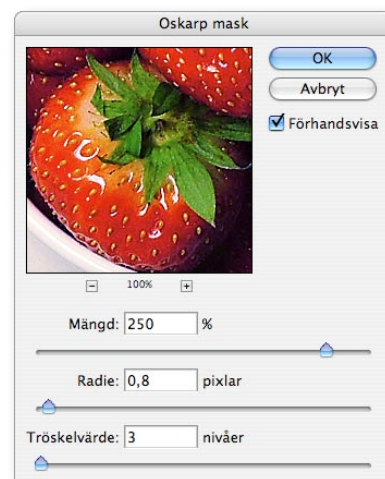 Oskarp mask
OK
Avbryt
Förhandsvisa
100%
Mängd: 250 %
Radie: 0,8 pixlar
Tröskelvärde: 3 nivåer